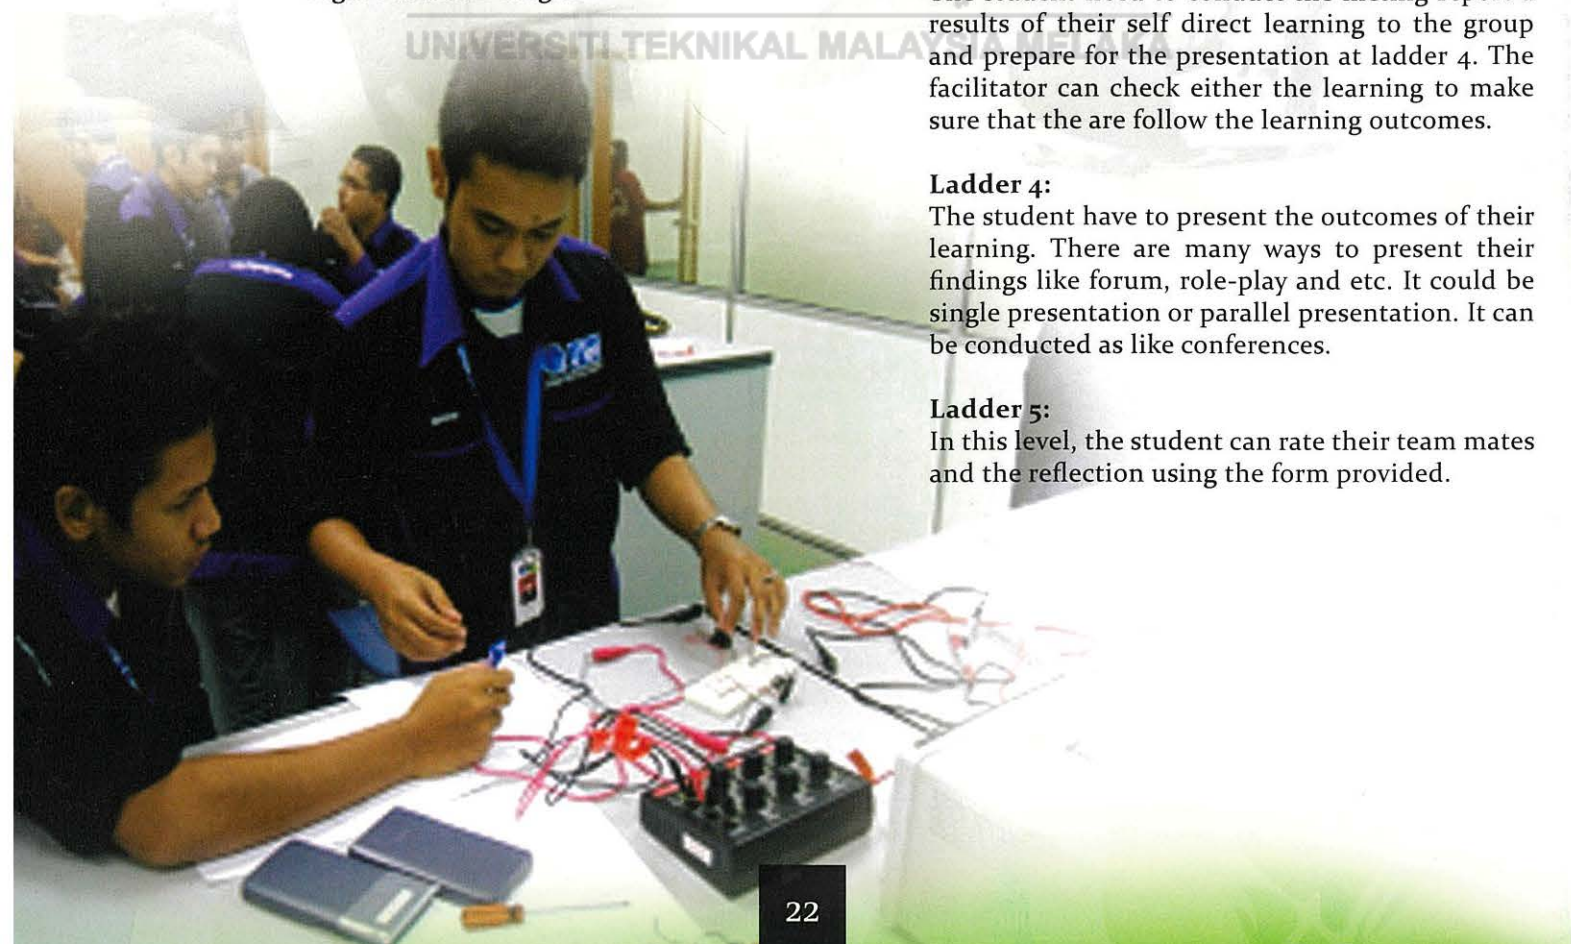 UNIVERSITI TEKNIKAL MALAYSIA MELAKA
results of their self direct learning to the group
and prepare for the presentation at ladder 4. The
facilitator can check either the learning to make
sure that the are follow the learning outcomes.
Ladder 4:
The student have to present the outcomes of their
learning. There are many ways to present their
findings like forum, role-play and etc. It could be
single presentation or parallel presentation. It can
be conducted as like conferences.
Ladder 5:
In this level, the student can rate their team mates
and the reflection using the form provided.
22